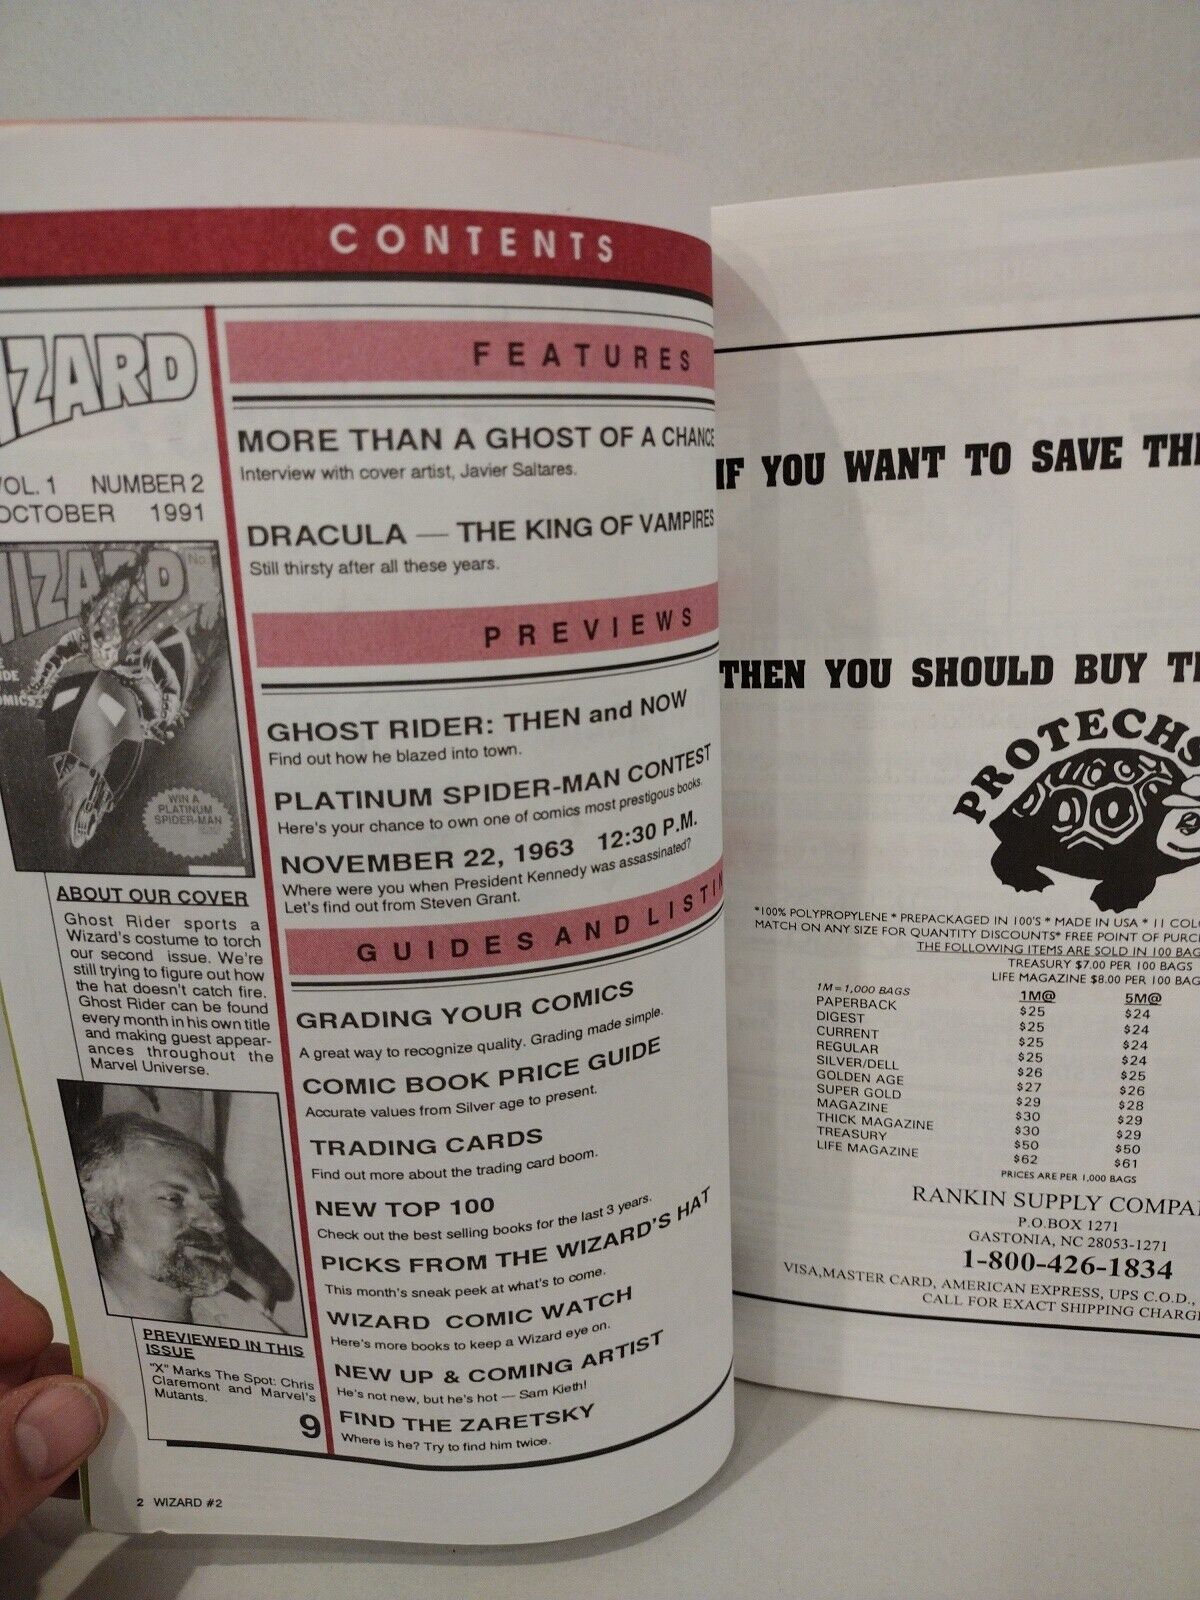 CONTENTS
VOL. 1 NUMBER 2
OCTOBER 1991
WIN A
PLATINUM
SPIDER-MAN
ABOUT OUR COVER
Ghost Rider sports a
Wizard's costume to torch
our second issue. We're
still trying to figure out how
the hat doesn't catch fire.
Ghost Rider can be found
every month in his own title
and making guest appear-
ances throughout the
Marvel Universe.
PREVIEWED IN THIS
ISSUE
"X" Marks The Spot: Chris
Claremont and Marvel's
Mutants.
9
FEATURES
MORE THAN A GHOST OF A CHANCE
Interview with cover artist, Javier Saltares.
DRACULA — THE KING OF VAMPIRES
Still thirsty after all these years.
PREVIEWS
GHOST RIDER: THEN and NOW
Find out how he blazed into town.
PLATINUM SPIDER-MAN CONTEST
Here's your chance to own one of comics most prestigous books.
NOVEMBER 22, 1963 12:30 P.M.
Where were you when President Kennedy was assassinated?
Let's find out from Steven Grant.
GUIDES AND LISTIN
GRADING YOUR COMICS
A great way to recognize quality. Grading made simple.
COMIC BOOK PRICE GUIDE
Accurate values from Silver age to present.
TRADING CARDS
Find out more about the trading card boom.
NEW TOP 100
Check out the best selling books for the last 3 years.
PICKS FROM THE WIZARD'S HAT
This month's sneak peek at what's to come.
WIZARD COMIC WATCH
Here's more books to keep a Wizard eye on.
NEW UP & COMING ARTIST
He's not new, but he's hot — Sam Kieth!
FIND THE ZARETSKY
Where is he? Try to find him twice.
2 WIZARD #2
IF YOU WANT TO SAVE
THEN YOU SHOULD BUY
PROTECHS
*100% POLYPROPYLENE * PREPACKAGED IN 100'S * MADE IN USA * 11
MATCH ON ANY SIZE FOR QUANTITY DISCOUNTS* FREE POINT OF
THE FOLLOWING ITEMS ARE SOLD IN 100
TREASURY $7.00 PER 100 BAGS
LIFE MAGAZINE $8.00 PER 100
1M=1,000 BAGS 1M@ 5M@
PAPERBACK $25 $24
DIGEST $25 $24
CURRENT $25 $24
REGULAR $25 $24
SILVER/DELL $26 $25
GOLDEN AGE $27 $26
SUPER GOLD $29 $28
MAGAZINE $30 $29
THICK MAGAZINE $30 $29
TREASURY $50 $50
LIFE MAGAZINE $62 $61
PRICES ARE PER 1,000 BAGS
RANKIN SUPPLY
P.O.BOX 1271
GASTONIA, NC 28053-1271
1-800-426-1834
VISA,MASTER CARD, AMERICAN EXPRESS, UPS C.O.D.,
CALL FOR EXACT SHIPPING